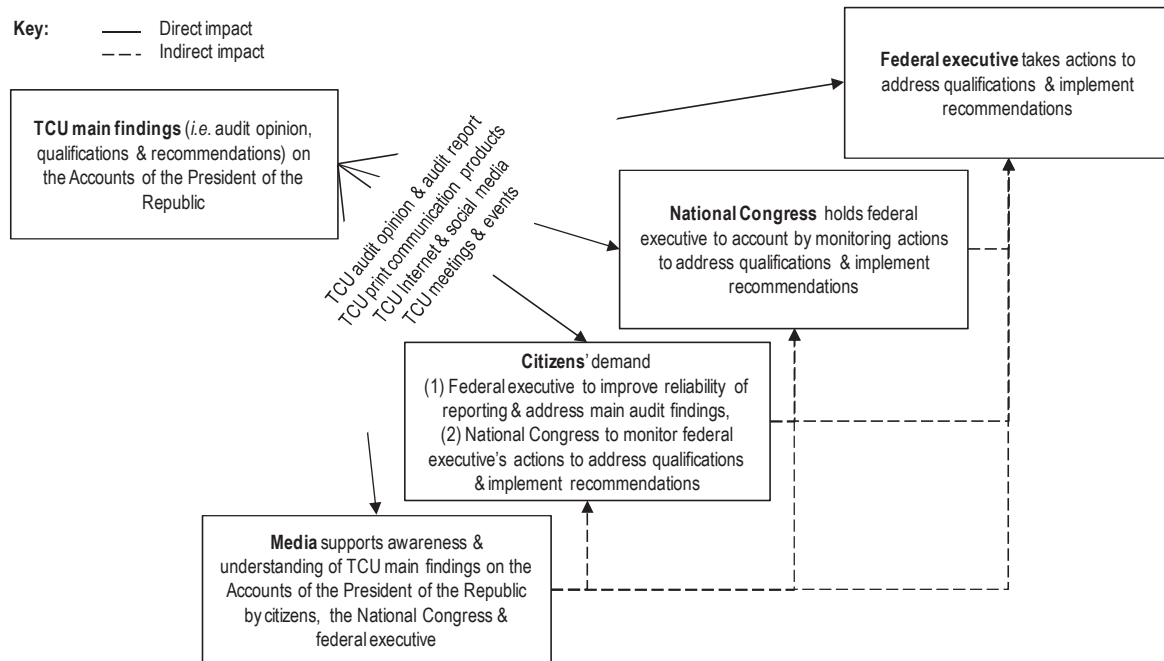 Key:
Direct impact
Indirect impact
TCU main findings (i.e. audit opinion,
qualifications & recommendations) on
the Accounts of the President of the
Republic
TCU audit opinion & audit report
TCU print communication products
TCU Internet & social media
TCU meetings & events
Federal executive takes actions to
address qualifications & implement
recommendations
National Congress holds federal
executive to account by monitoring actions
to address qualifications & implement
recommendations
Citizens’ demand
(1) Federal executive to improve reliability of
reporting & address main audit findings,
(2) National Congress to monitor federal
executive’s actions to address qualifications
& implement recommendations
Media supports awareness &
understanding of TCU main findings on the
Accounts of the President of the Republic
by citizens, the National Congress &
federal executive